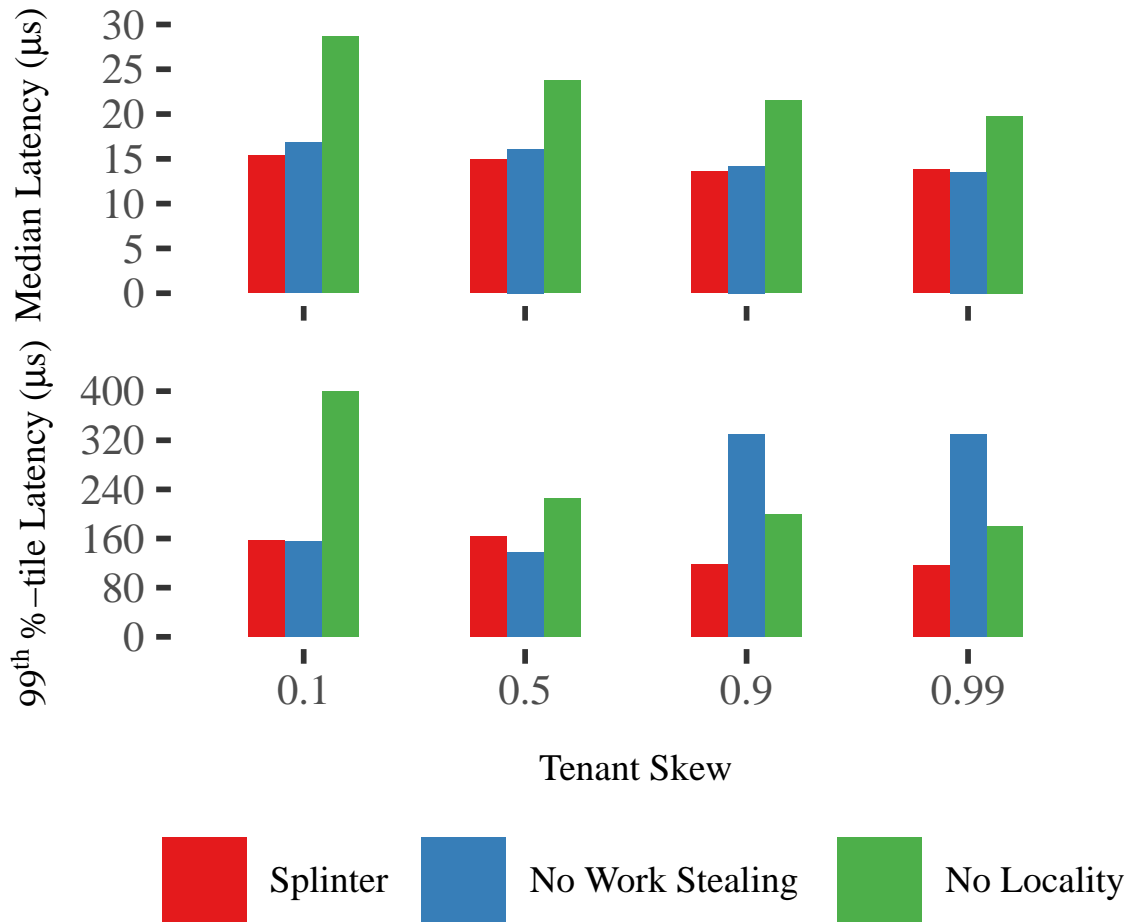 Median Latency (μs)
30
25
20
15
10
5
0
99th %−tile Latency (μs)
400
320
240
160
80
0
0.1 0.5 0.9 0.99
Tenant Skew
Splinter No Work Stealing No Locality